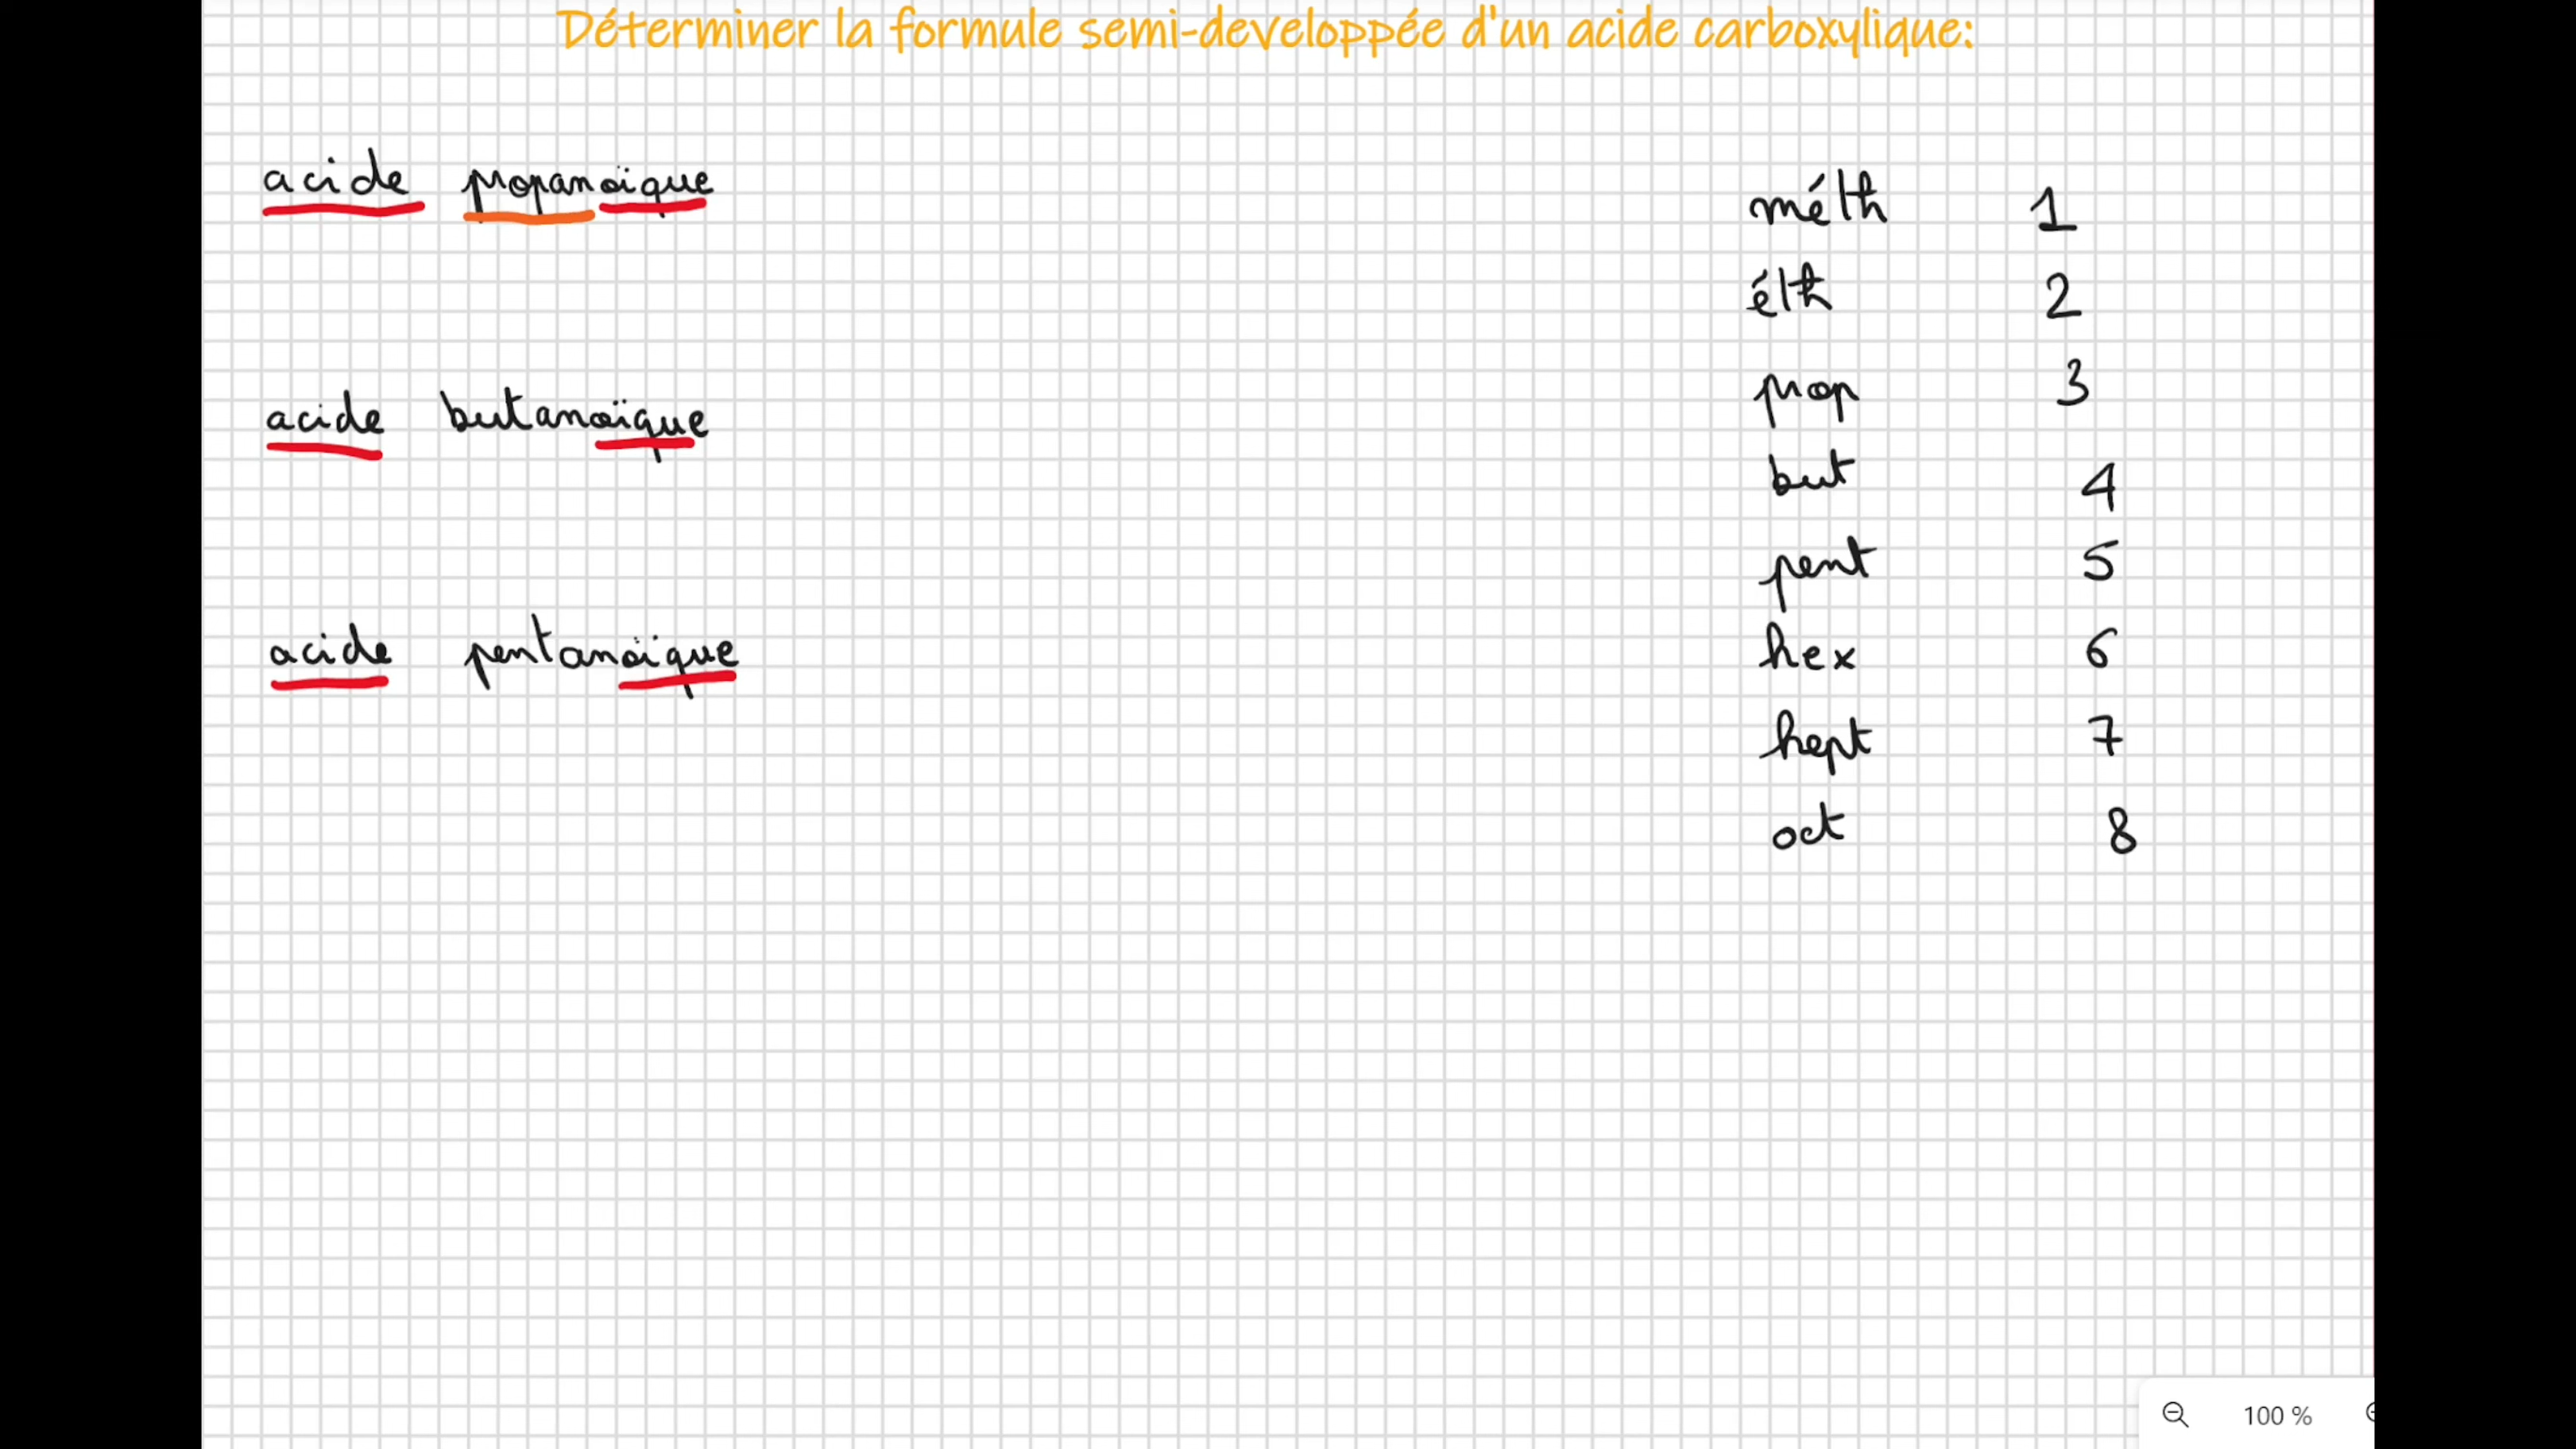 Déterminer la formule semi-developpée d'un acide carboxylique:
acide propanoïque
acide butanoïque
acide pentanoïque
méth 1
éth 2
prop 3
but 4
pent 5
hex 6
hept 7
oct 8
100 %